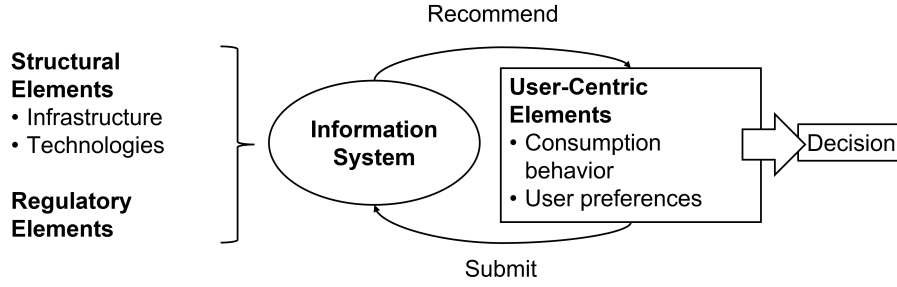 Recommend
Structural
Elements
• Infrastructure
• Technologies
Regulatory
Elements
Information
System
User-Centric
Elements
• Consumption
behavior
• User preferences
Decision
Submit